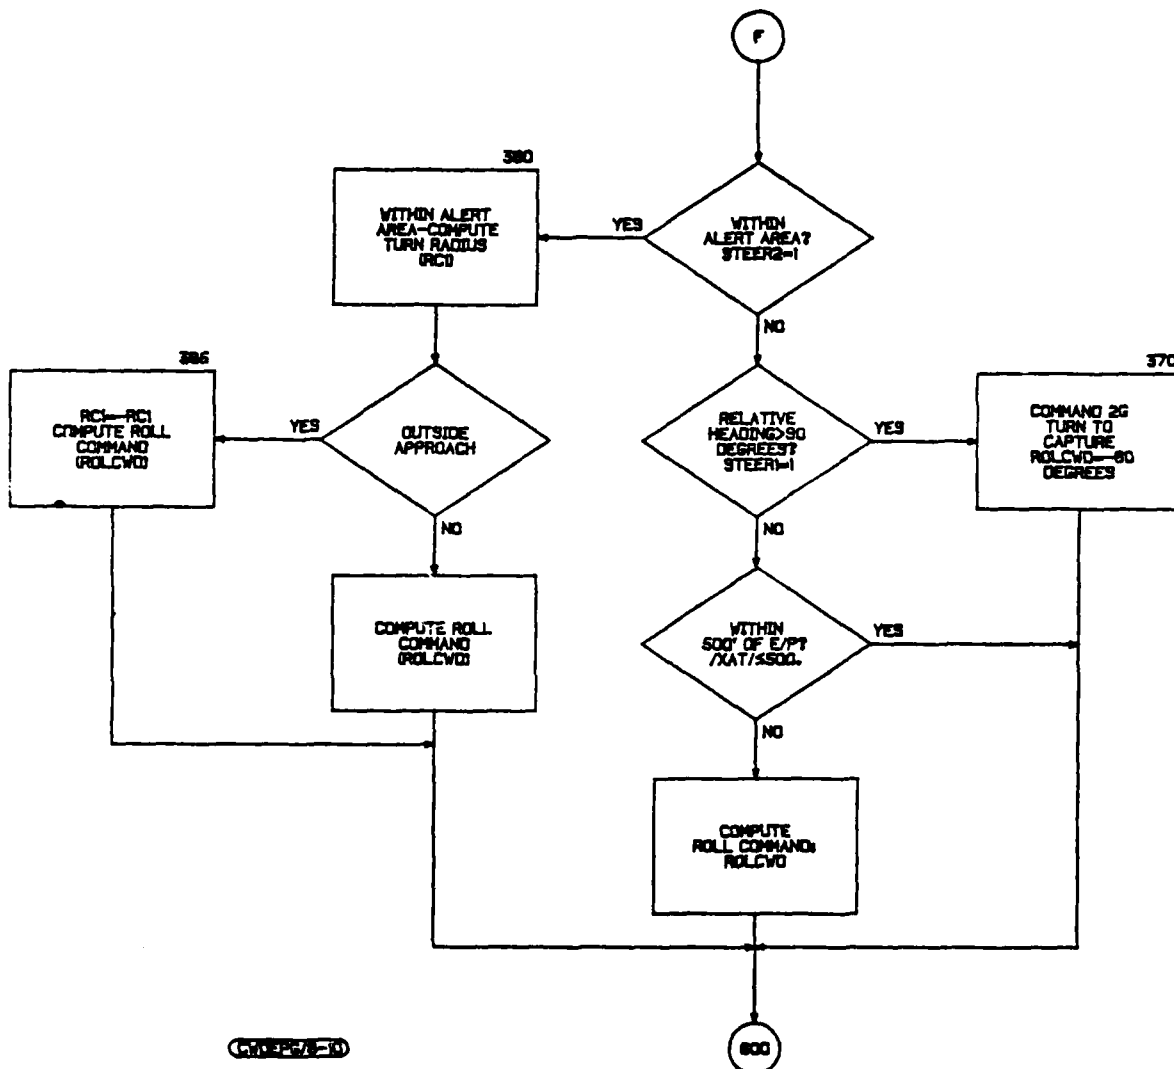 F
380
WITHIN ALERT
AREA-COMPUTE
TURN RADIUS
(RC1)
YES
WITHIN
ALERT AREA?
STEER2=1
NO
386
RC1=-RC1
COMPUTE ROLL
COMMAND
(ROLCWD)
YES
OUTSIDE
APPROACH
NO
RELATIVE
HEADING>90
DEGREES?
STEER1=1
YES
NO
370
COMMAND 2G
TURN TO
CAPTURE
ROLCWD=-60
DEGREES
COMPUTE ROLL
COMMAND
(ROLCWD)
WITHIN
500' OF E/P?
/XAT/≤500.
YES
NO
COMPUTE
ROLL COMMAND:
ROLCWD
600